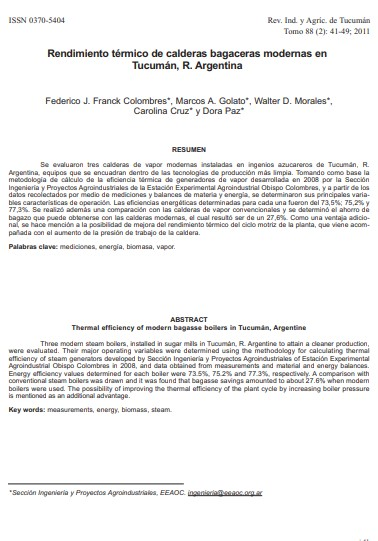 ISSN 0370-5404
Rev. Ind. y Agríc. de Tucumán
Tomo 88 (2): 41-49; 2011
Rendimiento térmico de calderas bagaceras modernas en
Tucumán, R. Argentina
Federico J. Franck Colombres*, Marcos A. Golato*, Walter D. Morales*,
Carolina Cruz* y Dora Paz*
RESUMEN
Se evaluaron tres calderas de vapor modernas instaladas en ingenios azucareros de Tucumán, R.
Argentina, equipos que se encuadran dentro de las tecnologías de producción más limpia. Tomando como base la
metodología de cálculo de la eficiencia térmica de generadores de vapor desarrollada en 2008 por la Sección
Ingeniería y Proyectos Agroindustriales de la Estación Experimental Agroindustrial Obispo Colombres, y a partir de los
datos recolectados por medio de mediciones y balances de materia y energía, se determinaron sus principales varia-
bles características de operación. Las eficiencias energéticas determinadas para cada una fueron del 73,5%; 75,2% y
77,3%. Se realizó además una comparación con las calderas de vapor convencionales y se determinó el ahorro de
bagazo que puede obtenerse con las calderas modernas, el cual resultó ser de un 27,6%. Como una ventaja adicio-
nal, se hace mención a la posibilidad de mejora del rendimiento térmico del ciclo motriz de la planta, que viene acom-
pañada con el aumento de la presión de trabajo de la caldera.
Palabras clave: mediciones, energía, biomasa, vapor.
ABSTRACT
Thermal efficiency of modern bagasse boilers in Tucumán, Argentine
Three modern steam boilers, installed in sugar mills in Tucumán, R. Argentine to attain a cleaner production,
were evaluated. Their major operating variables were determined using the methodology for calculating thermal
efficiency of steam generators developed by Sección Ingeniería y Proyectos Agroindustriales of Estación Experimental
Agroindustrial Obispo Colombres in 2008, and data obtained from measurements and material and energy balances.
Energy efficiency values determined for each boiler were 73.5%, 75.2% and 77.3%, respectively. A comparison with
conventional steam boilers was drawn and it was found that bagasse savings amounted to about 27.6% when modern
boilers were used. The possibility of improving the thermal efficiency of the plant cycle by increasing boiler pressure
is mentioned as an additional advantage.
Key words: measurements, energy, biomass, steam.
*Sección Ingeniería y Proyectos Agroindustriales, EEAOC. ingenieria@eeaoc.org.ar